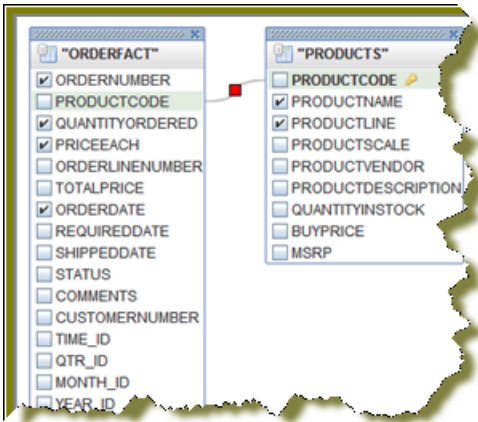 "ORDERFACT"
ORDERNUMBER
PRODUCTCODE
QUANTITYORDERED
PRICEEACH
ORDERLINENUMBER
TOTALPRICE
ORDERDATE
REQUIREDDATE
SHIPPEDDATE
STATUS
COMMENTS
CUSTOMERNUMBER
TIME_ID
QTR_ID
MONTH_ID
YEAR_ID
"PRODUCTS"
PRODUCTCODE
PRODUCTNAME
PRODUCTLINE
PRODUCTSCALE
PRODUCTVENDOR
PRODUCTDESCRIPTION
QUANTITYINSTOCK
BUYPRICE
MSRP